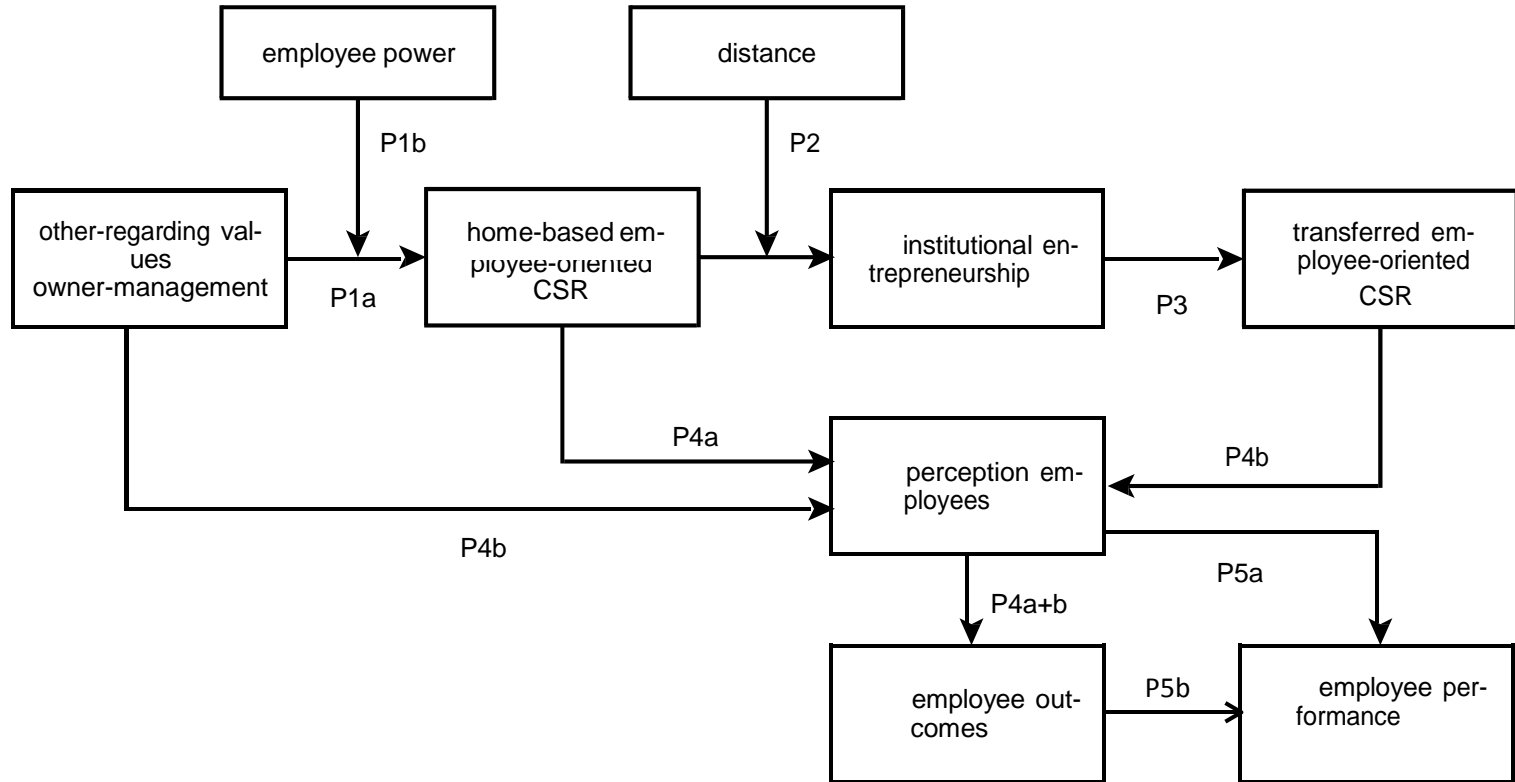 employee power
distance
P1b
P2
other-regarding val-
ues
owner-management
P1a
home-based em-
ployee-oriented
CSR
institutional en-
trepreneurship
P3
transferred em-
ployee-oriented
CSR
P4a
P4b
perception em-
ployees
P4b
P5a
P4a+b
employee out-
comes
P5b
employee per-
formance